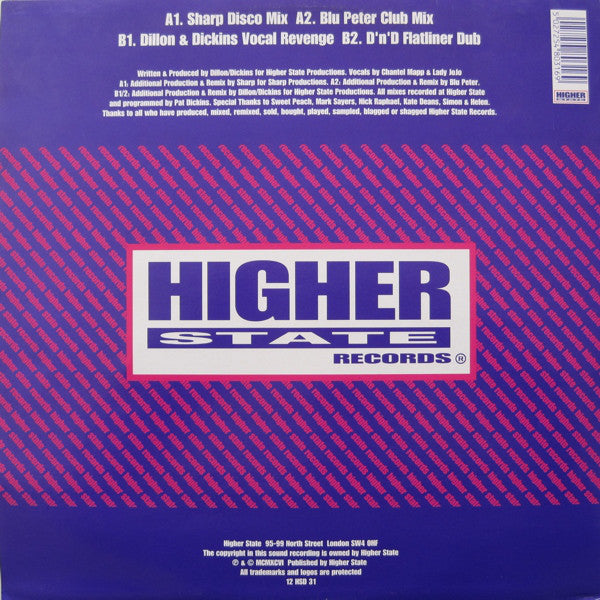 A1. Sharp Disco Mix A2. Blu Peter Club Mix
B1. Dillon & Dickins Vocal Revenge B2. D'n'D Flatliner Dub
Written & Produced by Dillon/Dickins for Higher State Productions. Vocals by Chantel Mapp & Lady JoJo
A1: Additional Production & Remix by Sharp for Sharp Productions. A2: Additional Production & Remix by Blu Peter.
B1/2: Additional Production & Remix by Dillon/Dickins for Higher State Productions. All mixes recorded at Higher State
and programmed by Pat Dickins. Special Thanks to Sweet Peach, Mark Sayers, Nick Raphael, Kate Deans, Simon & Helen.
Thanks to all who have produced, mixed, remixed, sold, bought, played, sampled, blagged or shagged Higher State Records.
HIGHER
HIGHER
STATE
RECORDS®
higher state records
Higher State 95-99 North Street London SW4 0HF
The copyright in this sound recording is owned by Higher State
℗ & © MCMXCVI Published by Higher State
All trademarks and logos are protected
12 HSD 31